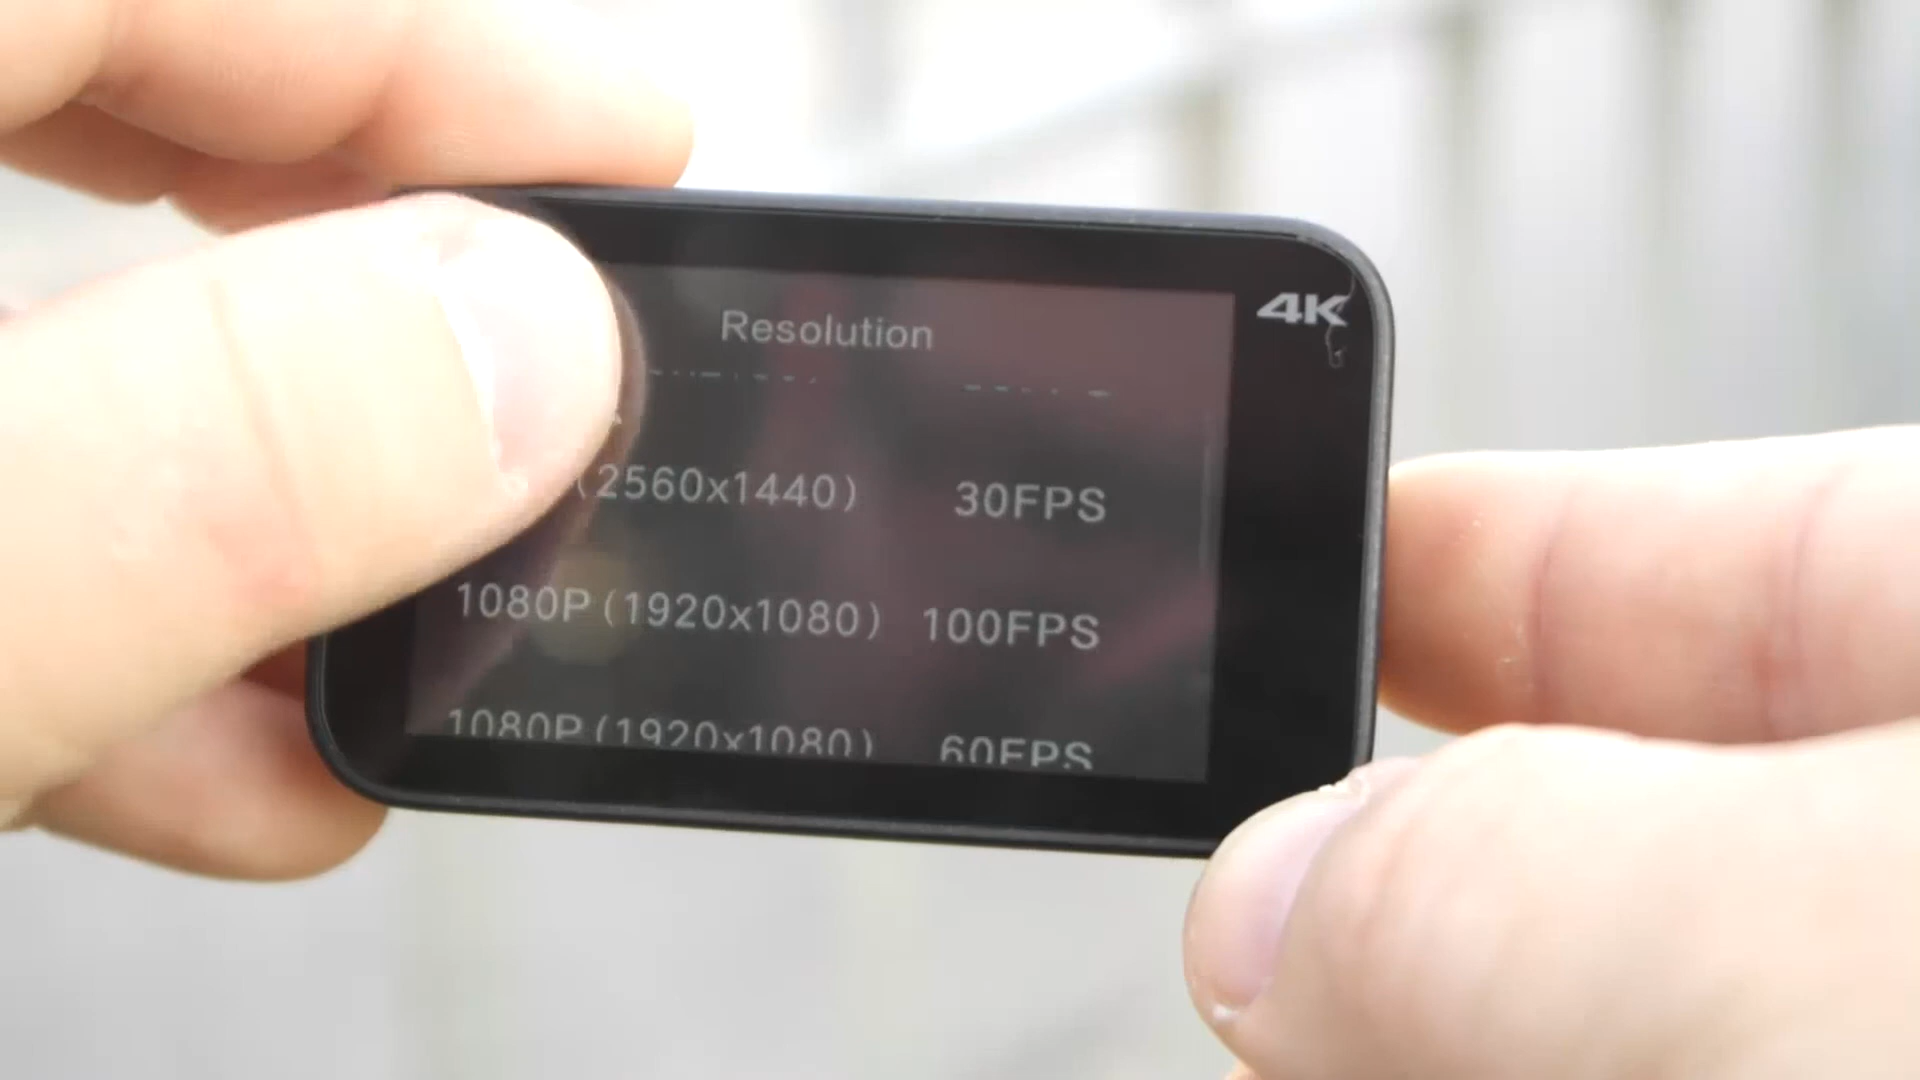 Resolution
4K
(2560x1440) 30FPS
1080P (1920x1080) 100FPS
1080P (1920x1080) 60FPS